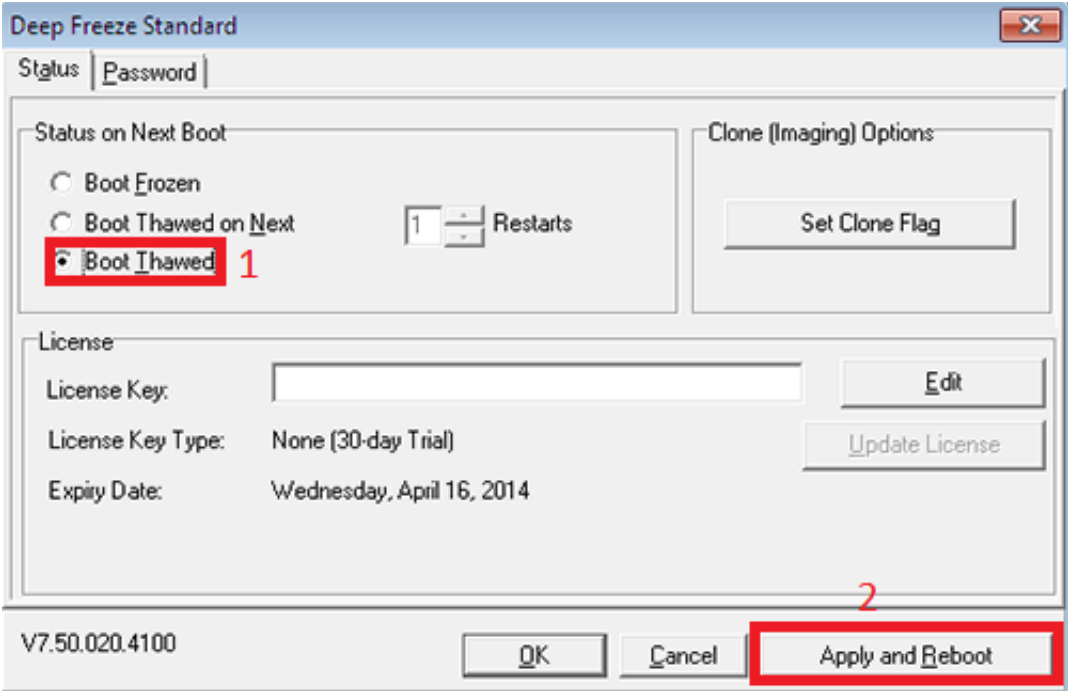 Deep Freeze Standard
Status Password
Status on Next Boot
Boot Frozen
Boot Thawed on Next 1 Restarts
Boot Thawed 1
Clone (Imaging) Options
Set Clone Flag
License
License Key: Edit
License Key Type: None (30-day Trial) Update License
Expiry Date: Wednesday, April 16, 2014
2
V7.50.020.4100 OK Cancel Apply and Reboot